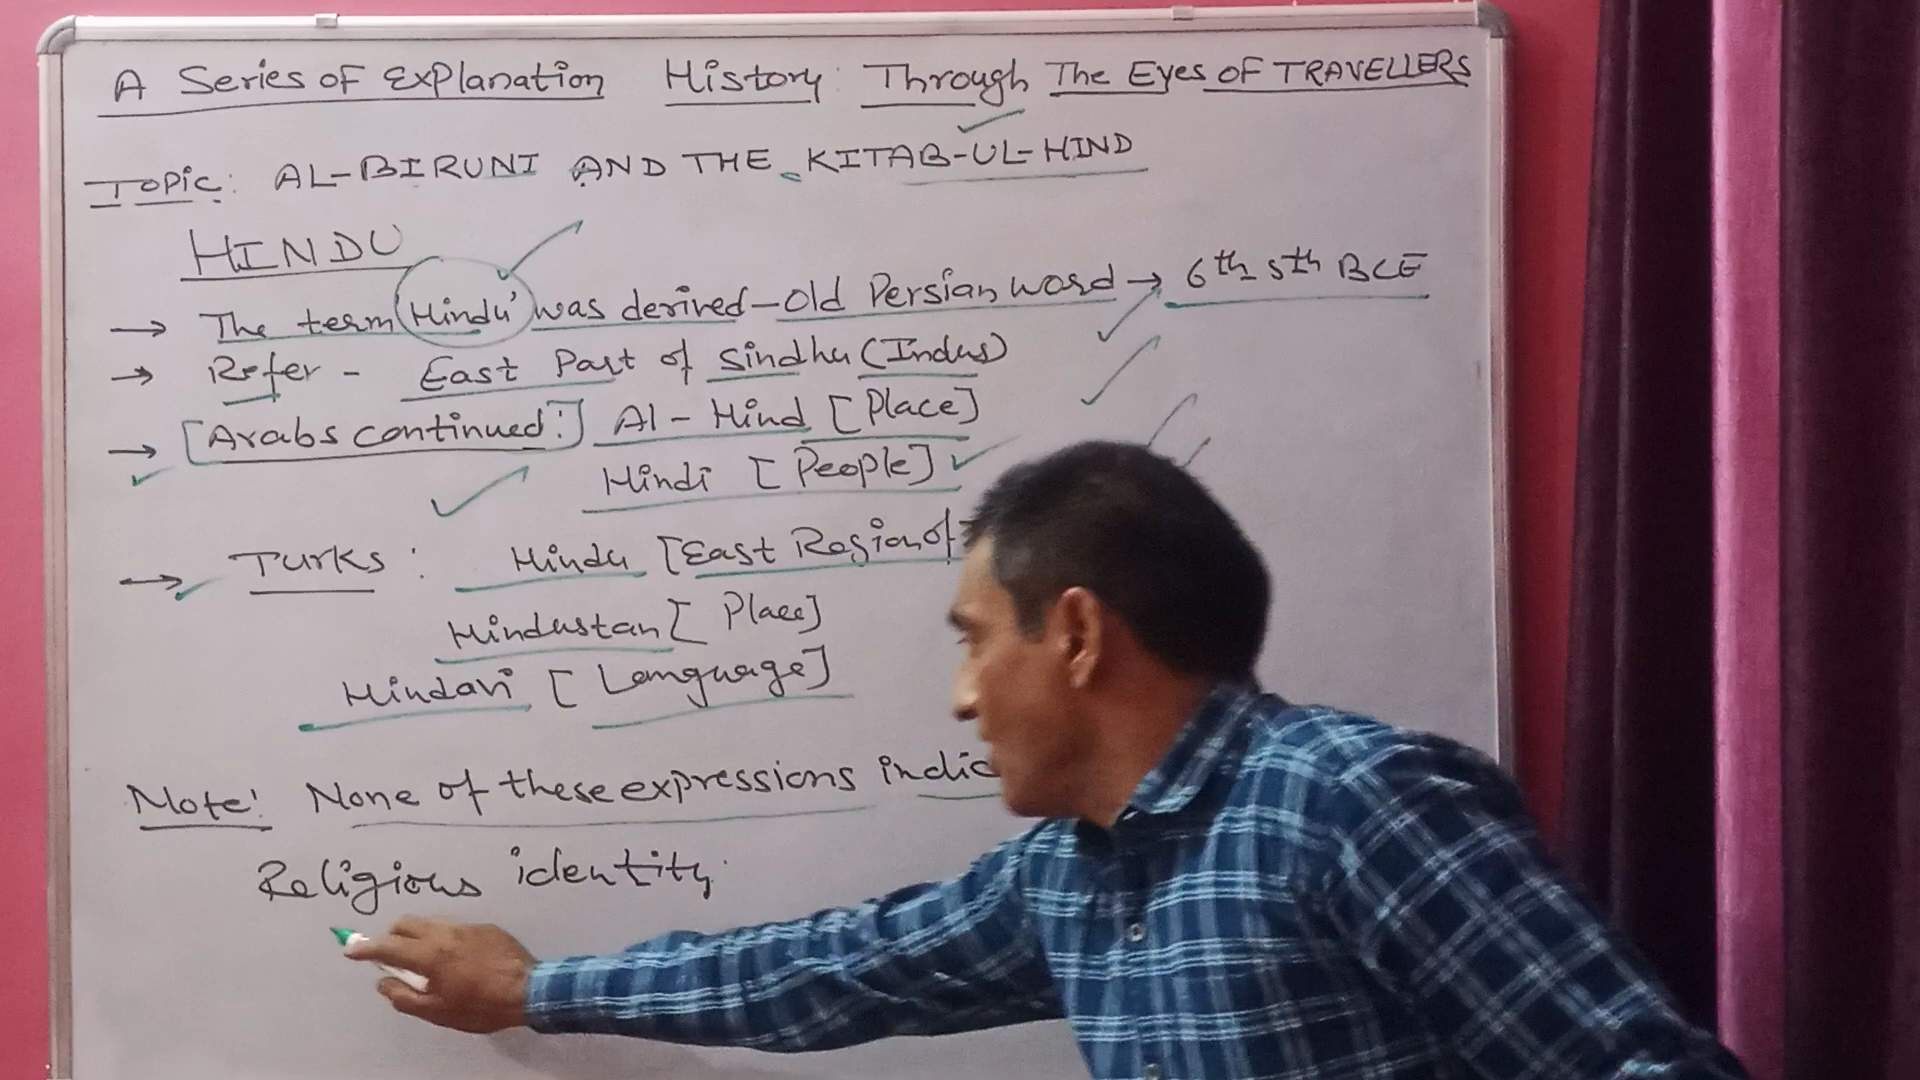 A Series of Explanation History: Through The Eyes of TRAVELLERS
Topic: AL-BIRUNI AND THE KITAB-UL-HIND
HINDU
→ The term 'Hindu' was derived - old Persian word → 6th 5th BCE
→ Refer - East Part of Sindhu (Indus)
→ [Arabs continued:] Al-Hind [Place]
Hindi [People]
→ Turks: Hindu [East Region of
Hindustan [Place]
Hindavi [Language]
Note: None of these expressions
Religious identity.